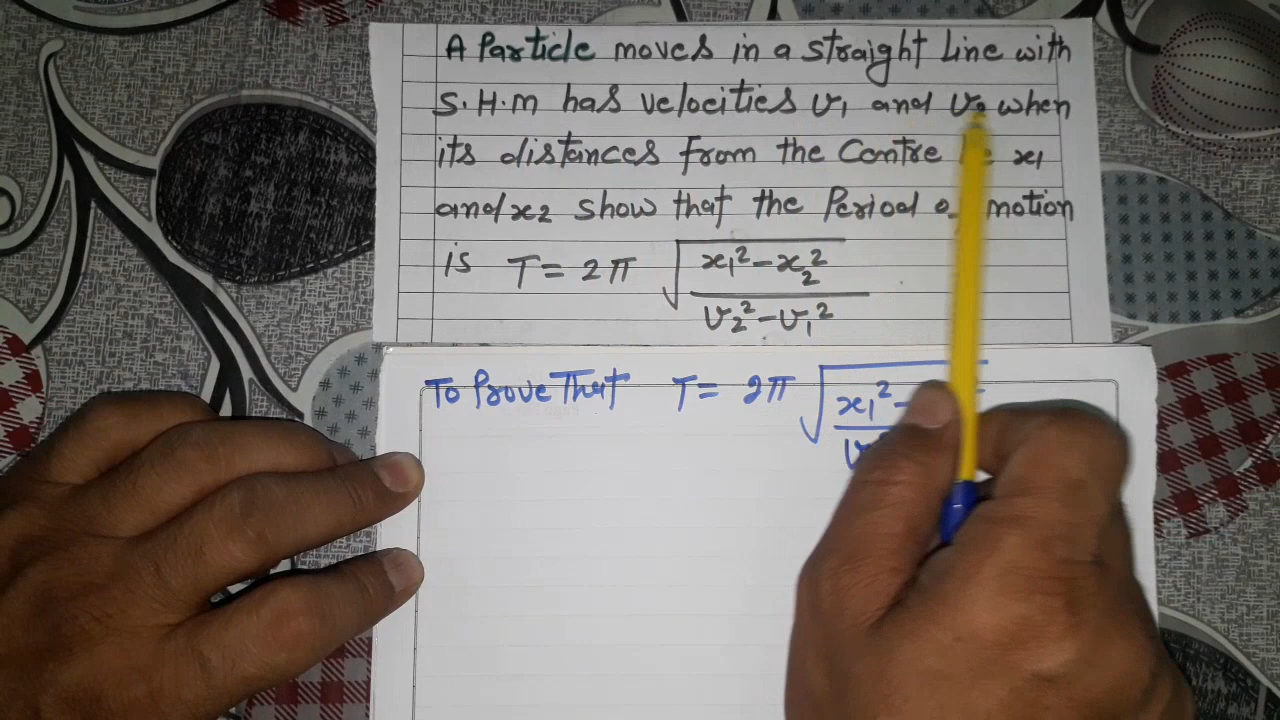 A Particle moves in a straight Line with
S.H.m has velocities v₁ and v₂ when
its distances from the Centre x₁
and x₂ show that the Period motion
is T = 2π √((x₁² - x₂²)/(v₂² - v₁²))
To Prove That T = 2π √(x₁² -